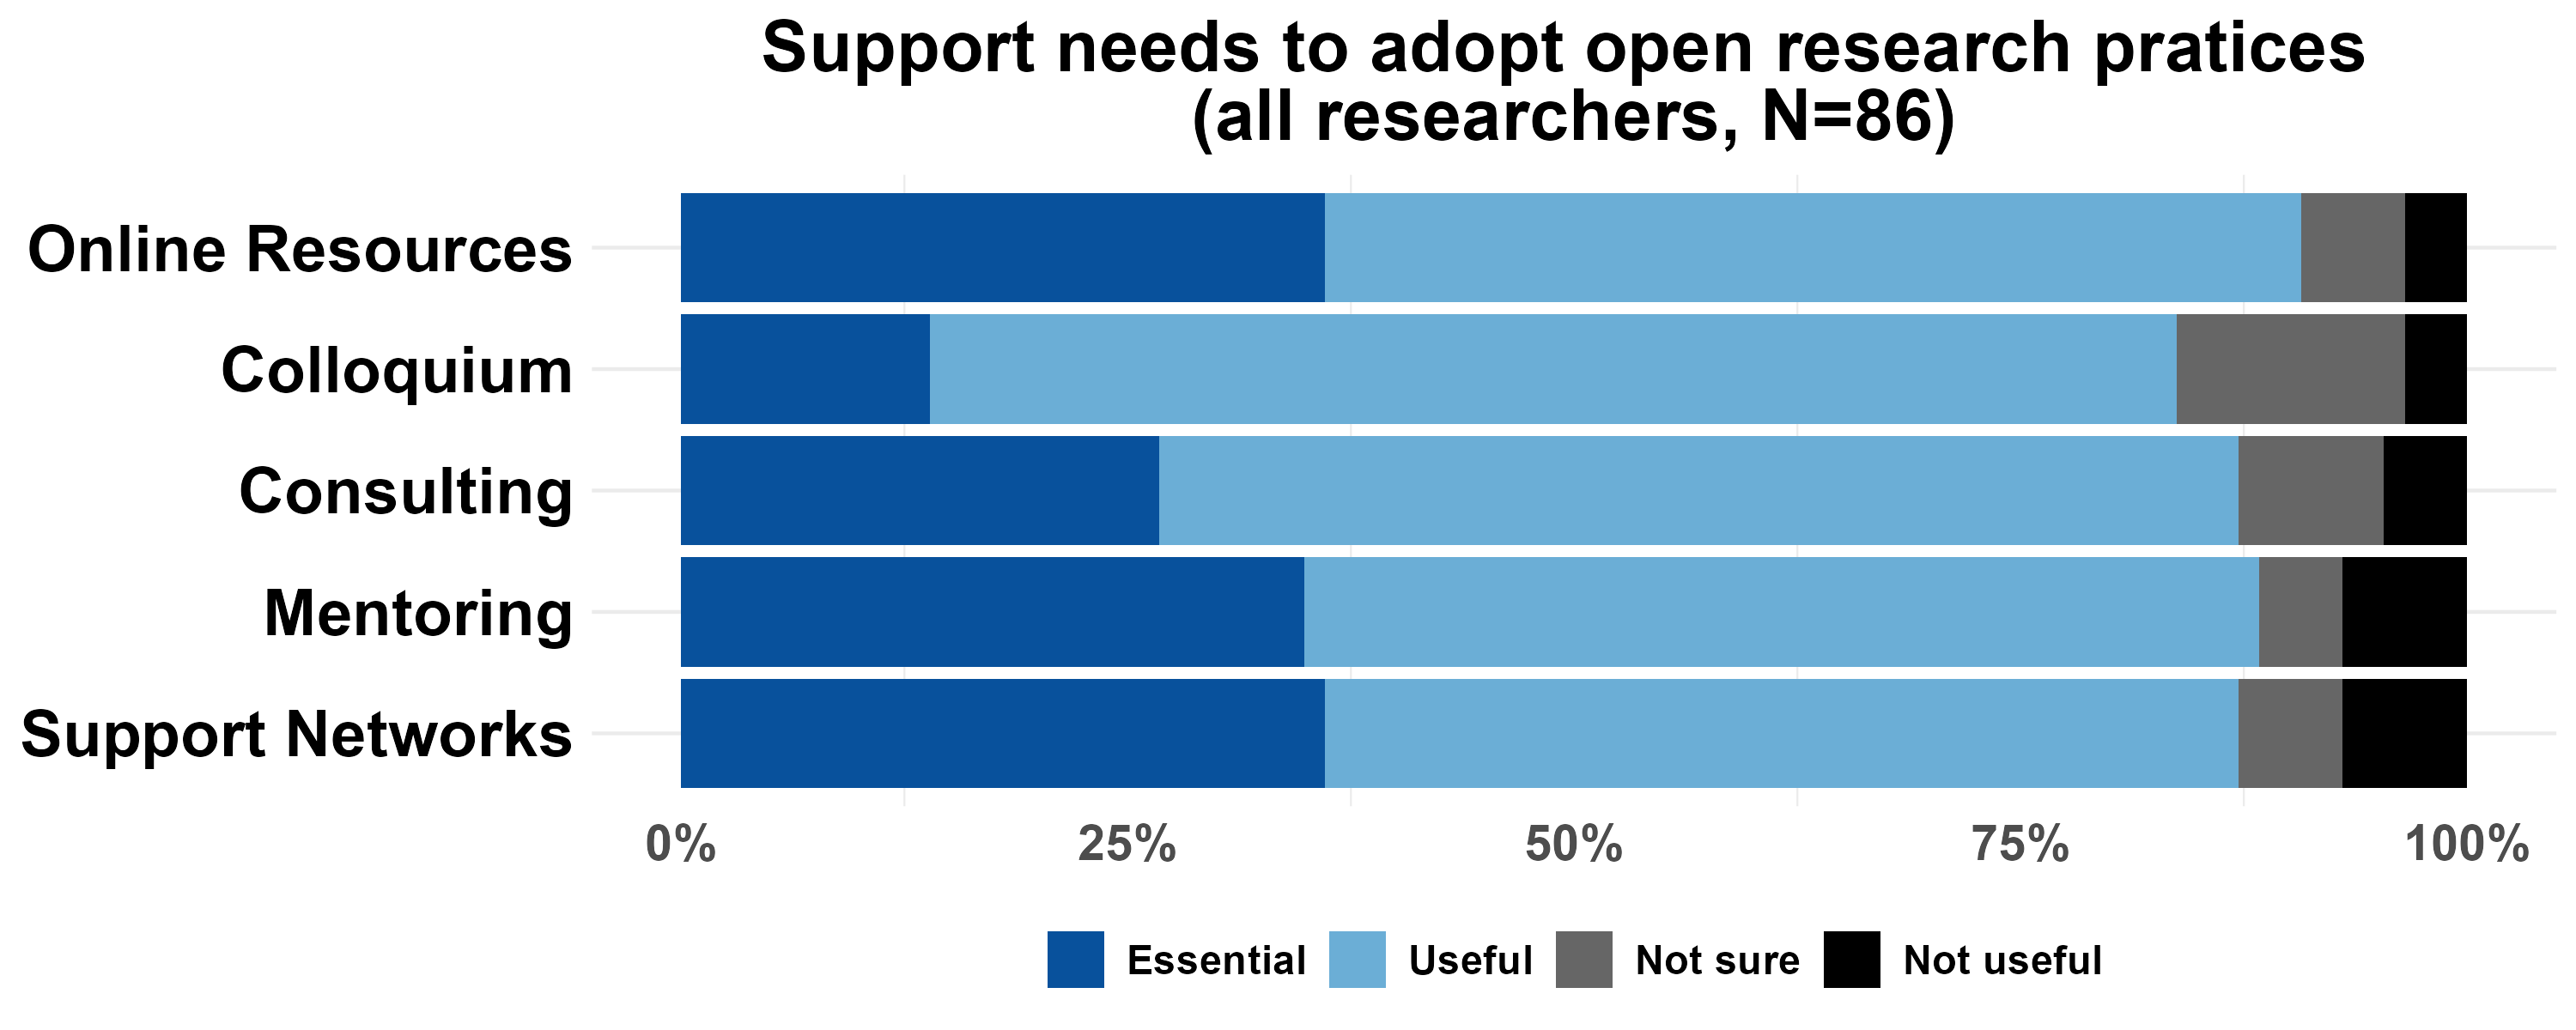 Support needs to adopt open research pratices
(all researchers, N=86)
Online Resources
Colloquium
Consulting
Mentoring
Support Networks
0% 25% 50% 75% 100%
Essential Useful Not sure Not useful